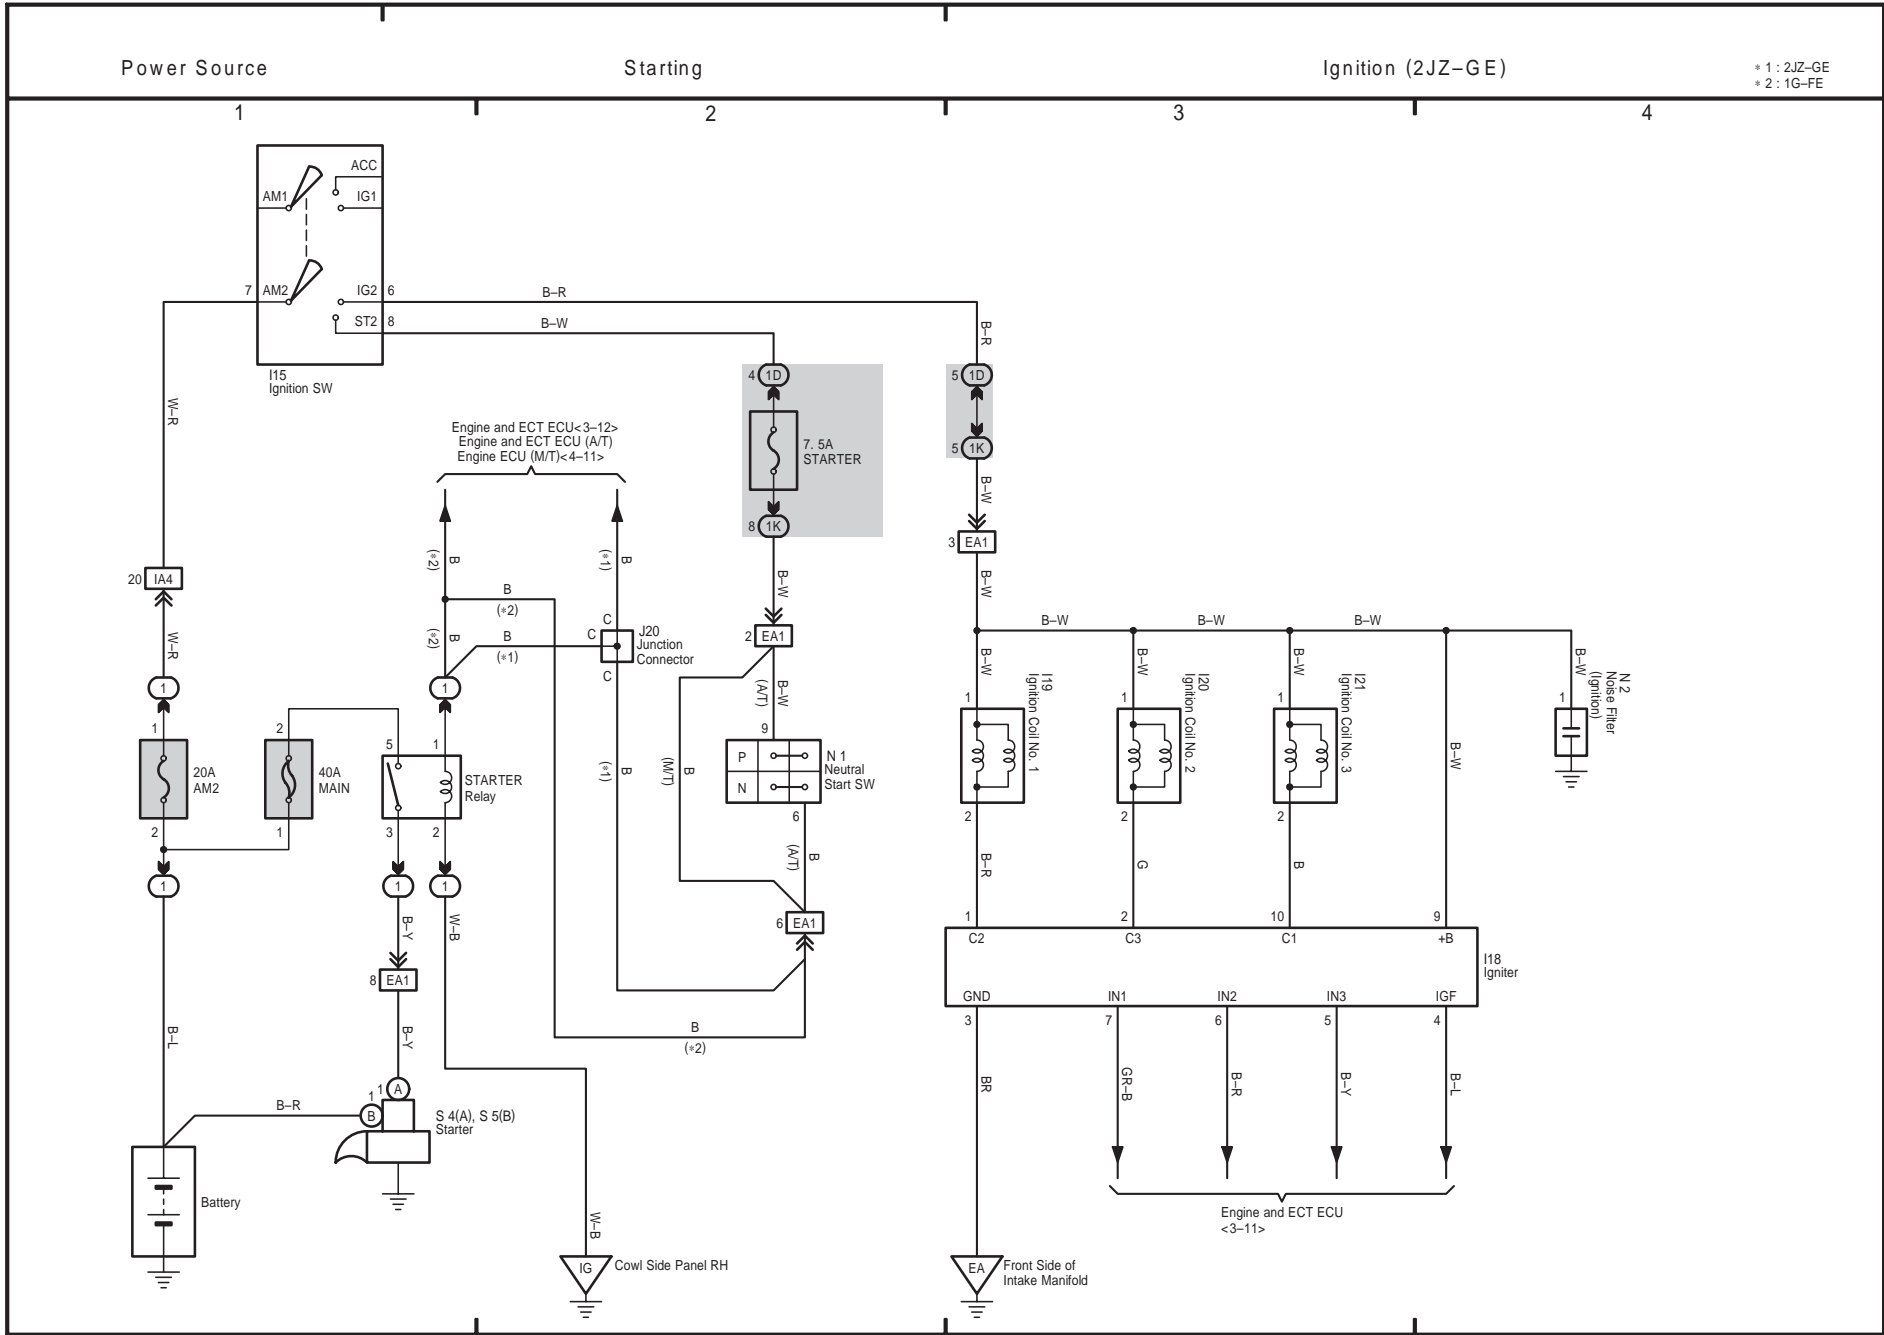 Power Source
Starting
Ignition (2JZ–GE)
* 1 : 2JZ–GE
* 2 : 1G–FE
1
2
3
4
ACC
AM1
IG1
7
AM2
IG2
6
ST2
8
I15
Ignition SW
B–R
B–W
B–R
W–R
4
1D
5
1D
7. 5A
STARTER
8
1K
5
1K
B–W
Engine and ECT ECU<3–12>
Engine and ECT ECU (A/T)
Engine ECU (M/T)<4–11>
3
EA1
(*2)
B
(*1)
B
20
IA4
B
(*2)
B–W
B–W
W–R
(*2)
B
B
(*1)
C
C
C
J20
Junction
Connector
2
EA1
B–W
B–W
B–W
1
1
(A/T)
B–W
B–W
B–W
B–W
B–W
1
I19
Ignition Coil No. 1
1
I20
Ignition Coil No. 2
1
I21
Ignition Coil No. 3
1
N 2
Noise Filter
(Ignition)
1
20A
AM2
2
2
40A
MAIN
1
5
1
STARTER
Relay
3
2
(*1)
B
(M/T)
B
9
P
N
N 1
Neutral
Start SW
6
B–W
2
2
2
(A/T)
B
B–R
G
B
1
1
1
6
EA1
B–Y
W–B
8
EA1
B–Y
1
2
10
9
C2
C3
C1
+B
I18
Igniter
GND
IN1
IN2
IN3
IGF
3
7
6
5
4
B–L
B
(*2)
BR
GR–B
B–R
B–Y
B–L
1
A
1
B
B–R
S 4(A), S 5(B)
Starter
Battery
W–B
Engine and ECT ECU
<3–11>
IG
Cowl Side Panel RH
EA
Front Side of
Intake Manifold